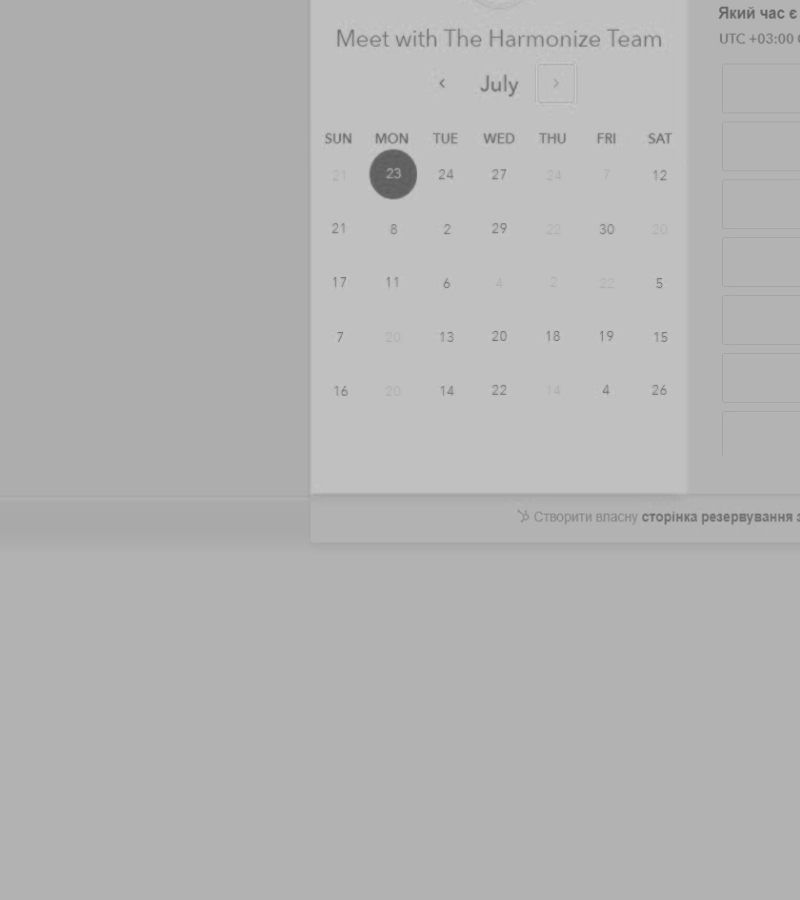 Meet with The Harmonize Team
July
SUN MON TUE WED THU FRI SAT
21 23 24 27 24 7 12
21 8 2 29 22 30 20
17 11 6 4 2 22 5
7 20 13 20 18 19 15
16 20 14 22 14 4 26
Який час є
UTC +03:00
Створити власну сторінка резервування з